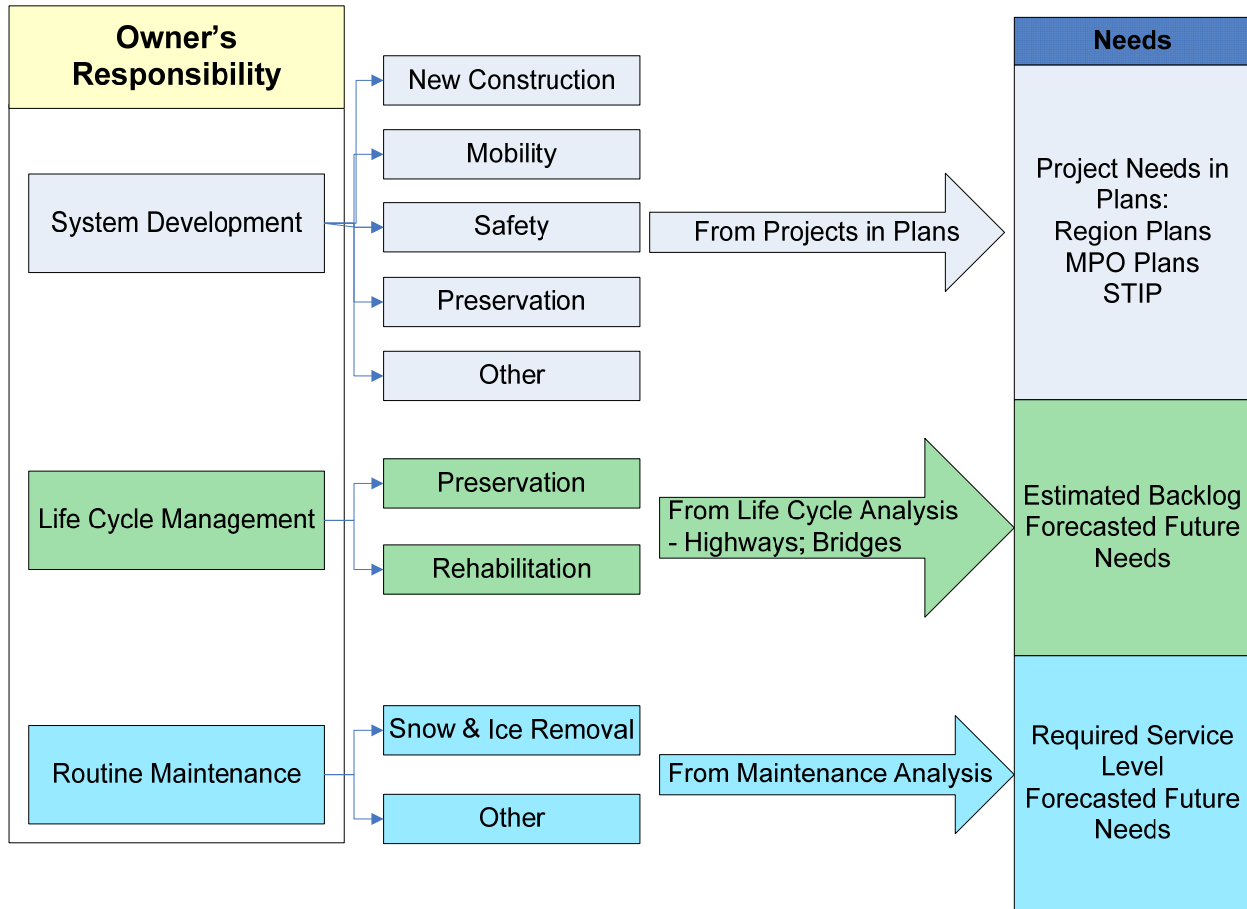 Owner's
Responsibility
System Development
Life Cycle Management
Routine Maintenance
New Construction
Mobility
Safety
Preservation
Other
Preservation
Rehabilitation
Snow & Ice Removal
Other
From Projects in Plans
From Life Cycle Analysis
- Highways; Bridges
From Maintenance Analysis
Needs
Project Needs in
Plans:
Region Plans
MPO Plans
STIP
Estimated Backlog
Forecasted Future
Needs
Required Service
Level
Forecasted Future
Needs